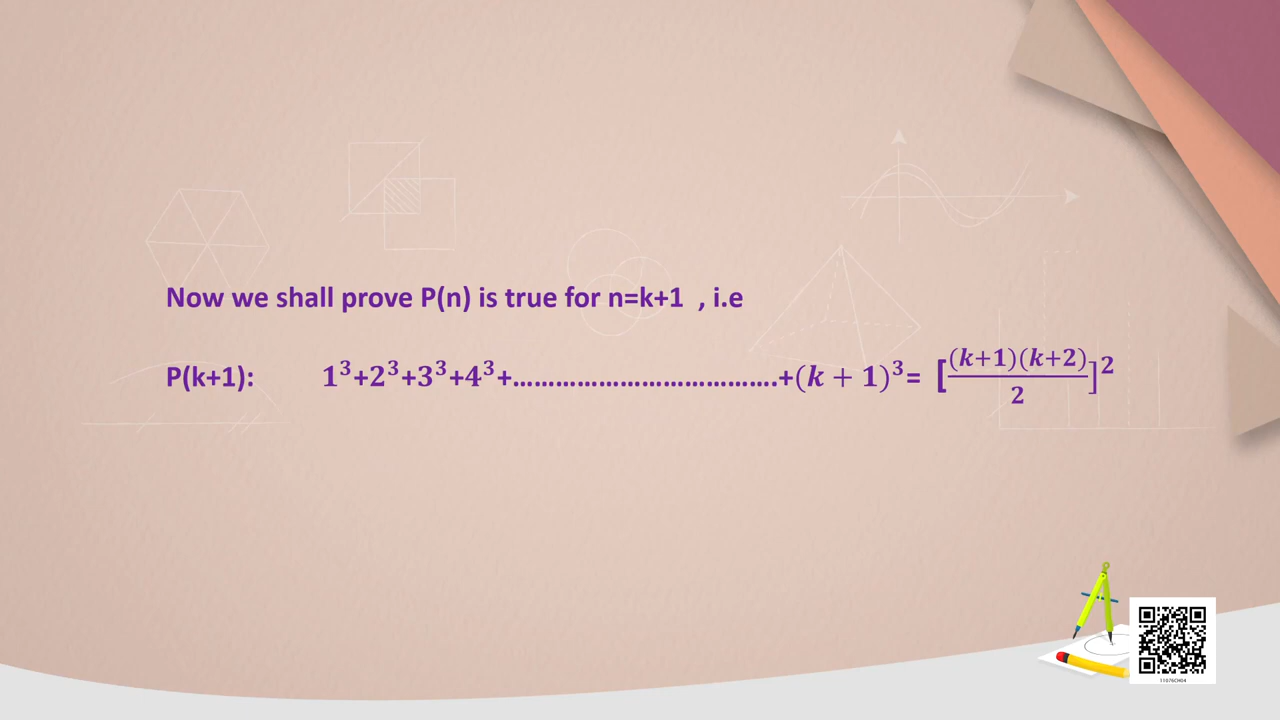 Now we shall prove P(n) is true for n=k+1 , i.e
P(k+1): 1³+2³+3³+4³+……………………………….+(k + 1)³= [(k+1)(k+2)/2]²
11076CH04